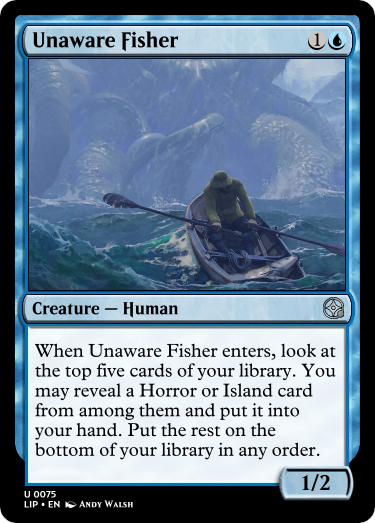 Unaware Fisher 1
Creature — Human
When Unaware Fisher enters, look at
the top five cards of your library. You
may reveal a Horror or Island card
from among them and put it into
your hand. Put the rest on the
bottom of your library in any order.
1/2
U 0075
LIP • EN Andy Walsh